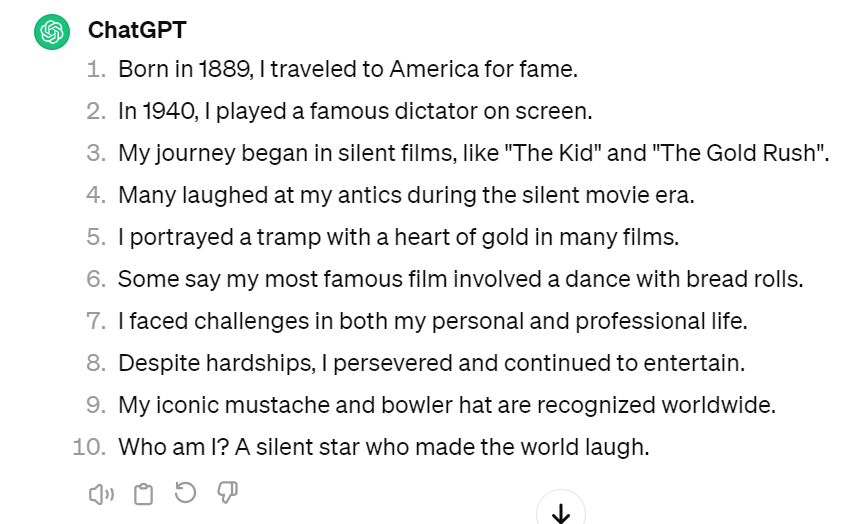 ChatGPT
1. Born in 1889, I traveled to America for fame.
2. In 1940, I played a famous dictator on screen.
3. My journey began in silent films, like "The Kid" and "The Gold Rush".
4. Many laughed at my antics during the silent movie era.
5. I portrayed a tramp with a heart of gold in many films.
6. Some say my most famous film involved a dance with bread rolls.
7. I faced challenges in both my personal and professional life.
8. Despite hardships, I persevered and continued to entertain.
9. My iconic mustache and bowler hat are recognized worldwide.
10. Who am I? A silent star who made the world laugh.